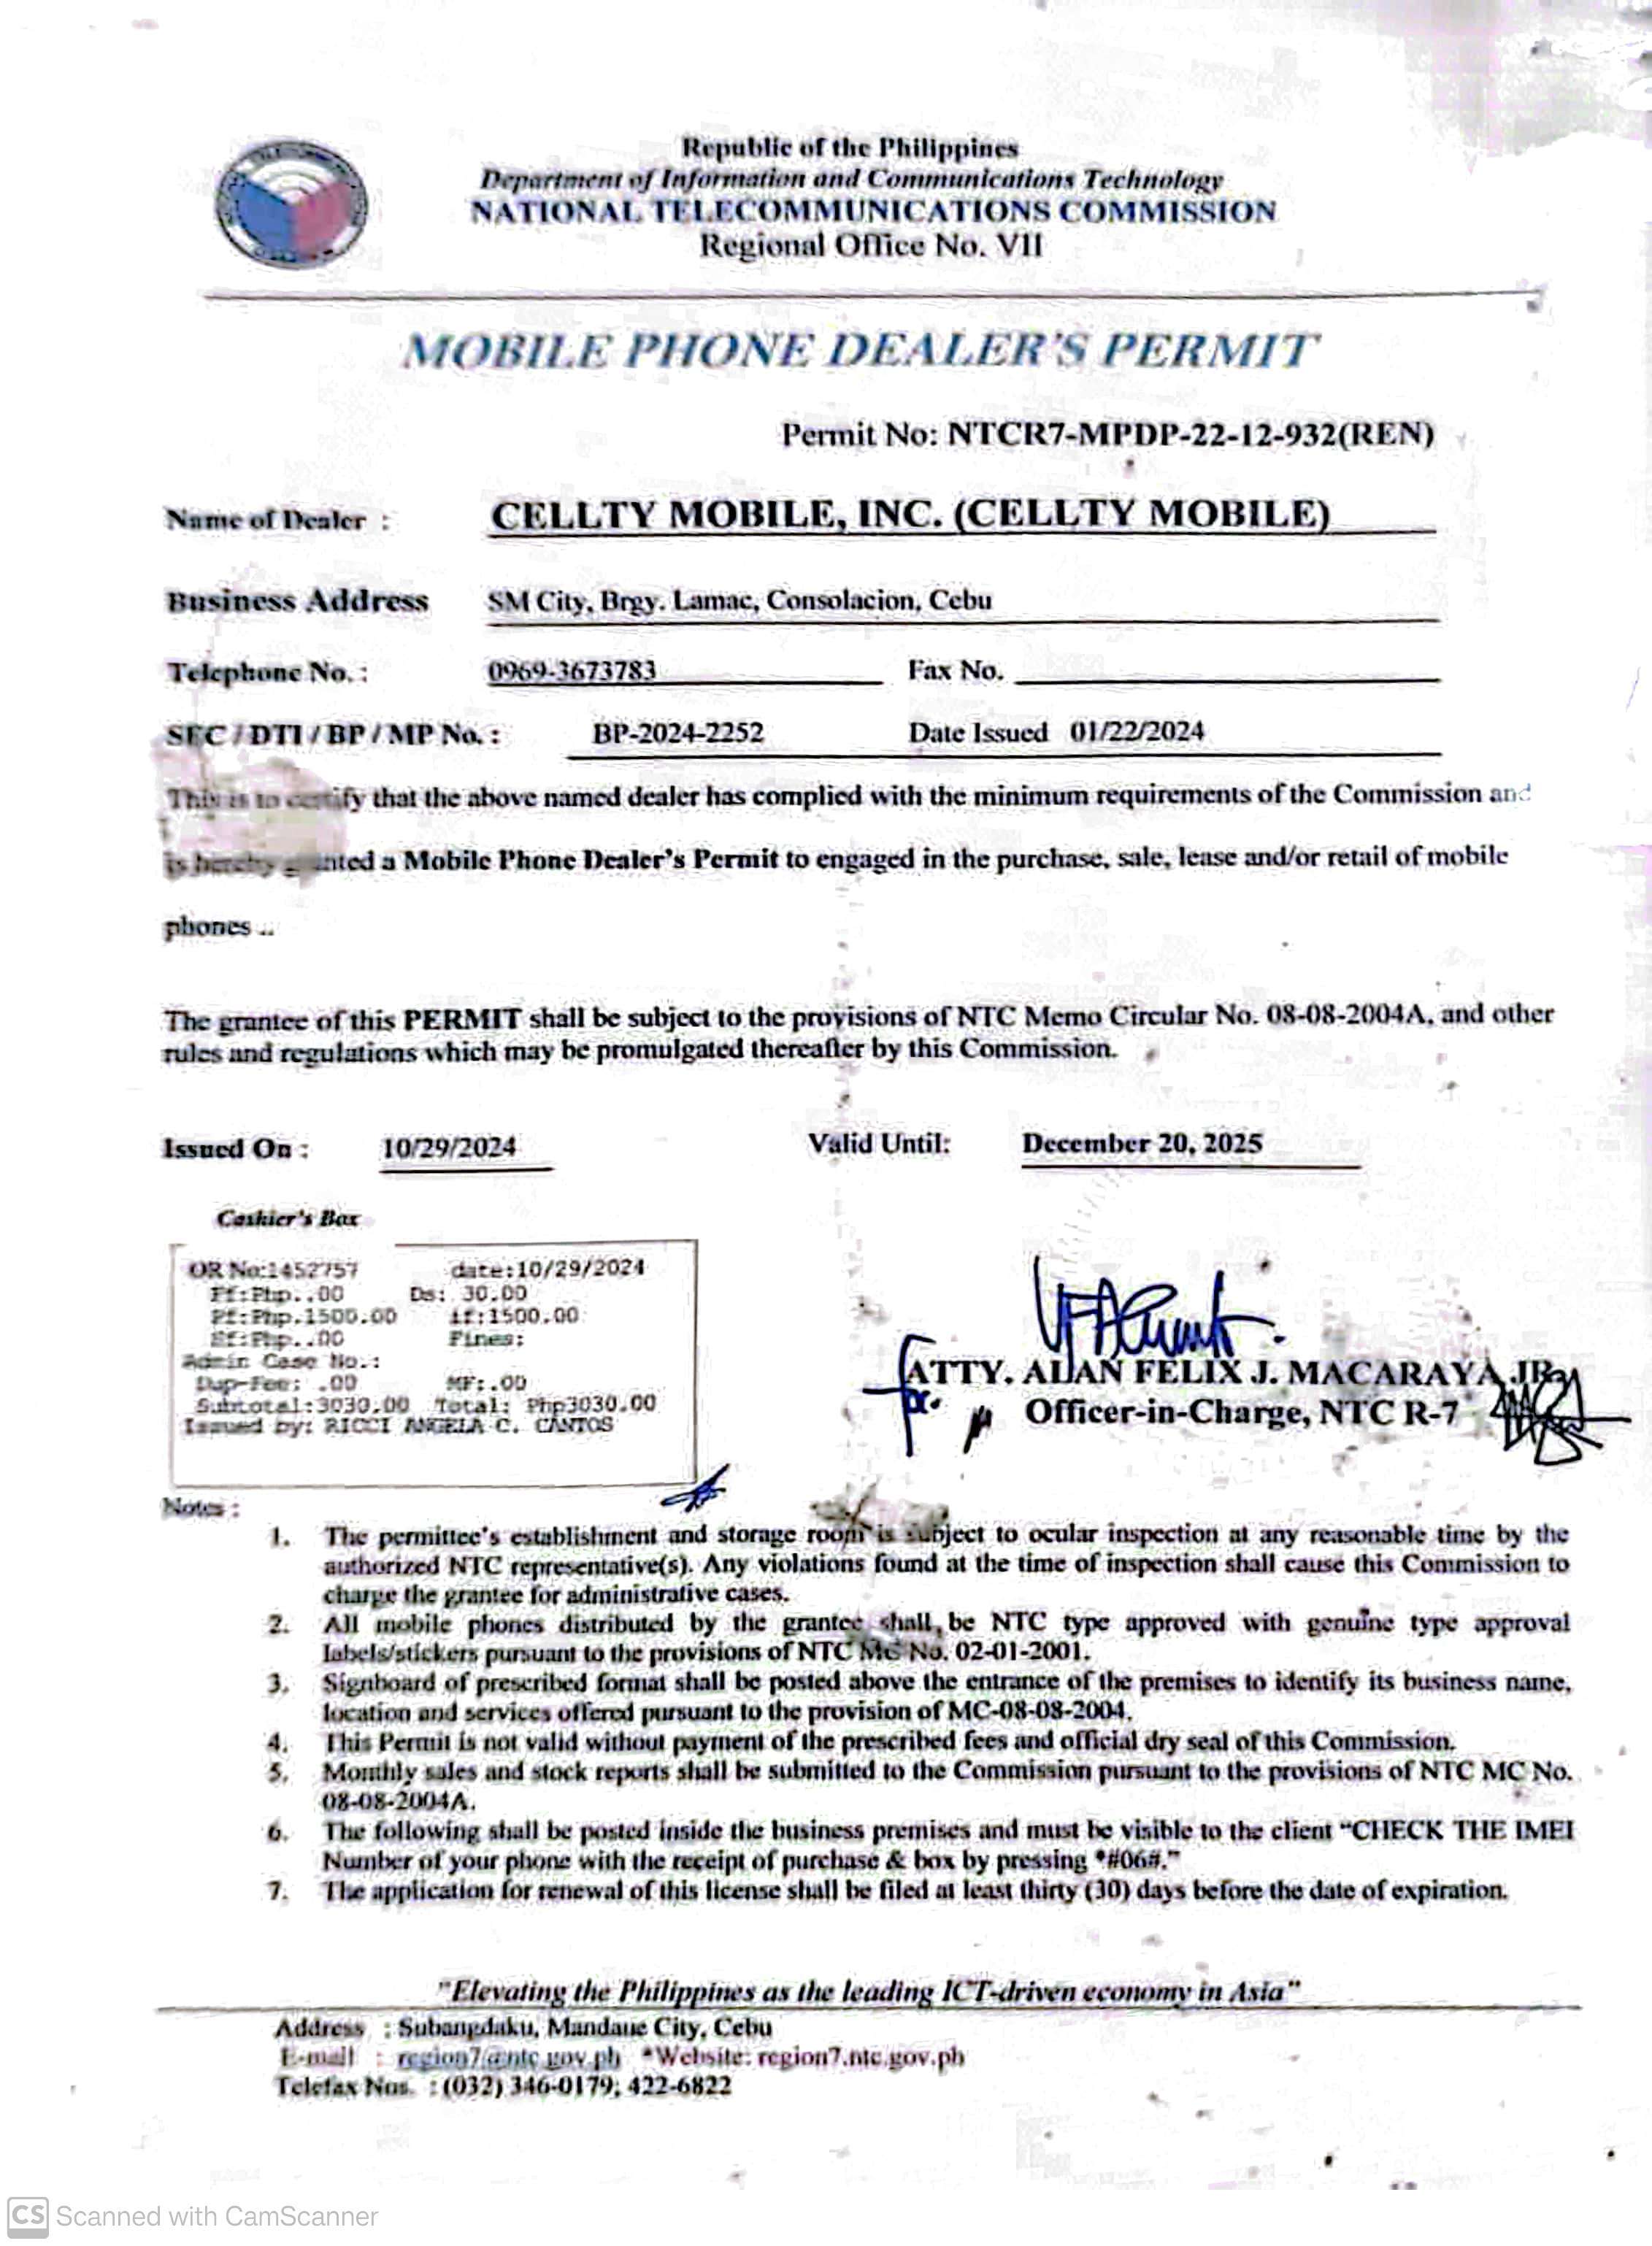 Republic of the Philippines
Department of Information and Communications Technology
NATIONAL TELECOMMUNICATIONS COMMISSION
Regional Office No. VII
MOBILE PHONE DEALER'S PERMIT
Permit No: NTCR7-MPDP-22-12-932(REN)
Name of Dealer : CELLTY MOBILE, INC. (CELLTY MOBILE)
Business Address SM City, Brgy. Lamac, Consolacion, Cebu
Telephone No. : 0969-3673783 Fax No.
SEC / DTI / BP / MP No. : BP-2024-2252 Date Issued 01/22/2024
This is to certify that the above named dealer has complied with the minimum requirements of the Commission and
is hereby granted a Mobile Phone Dealer's Permit to engaged in the purchase, sale, lease and/or retail of mobile
phones ..
The grantee of this PERMIT shall be subject to the provisions of NTC Memo Circular No. 08-08-2004A, and other
rules and regulations which may be promulgated thereafter by this Commission.
Issued On : 10/29/2024 Valid Until: December 20, 2025
Cashier's Box
OR No:1452757 date:10/29/2024
Ff:Php..00 Ds: 30.00
Pf:Php.1500.00 if:1500.00
Sf:Php..00 Fines:
Admin Case No.:
Dup-Fee: .00 MF:.00
Subtotal:3030.00 Total: Php3030.00
Issued by: RICCI ANGELA C. CANTOS
ATTY. ALAN FELIX J. MACARAYA, JR.
for.
Officer-in-Charge, NTC R-7
Notes :
1. The permittee's establishment and storage room is subject to ocular inspection at any reasonable time by the
authorized NTC representative(s). Any violations found at the time of inspection shall cause this Commission to
charge the grantee for administrative cases.
2. All mobile phones distributed by the grantee shall be NTC type approved with genuine type approval
labels/stickers pursuant to the provisions of NTC MC No. 02-01-2001.
3. Signboard of prescribed format shall be posted above the entrance of the premises to identify its business name,
location and services offered pursuant to the provision of MC-08-08-2004.
4. This Permit is not valid without payment of the prescribed fees and official dry seal of this Commission.
5. Monthly sales and stock reports shall be submitted to the Commission pursuant to the provisions of NTC MC No.
08-08-2004A.
6. The following shall be posted inside the business premises and must be visible to the client "CHECK THE IMEI
Number of your phone with the receipt of purchase & box by pressing *#06#."
7. The application for renewal of this license shall be filed at least thirty (30) days before the date of expiration.
"Elevating the Philippines as the leading ICT-driven economy in Asia"
Address : Subangdaku, Mandaue City, Cebu
E-mail : region7@ntc.gov.ph *Website: region7.ntc.gov.ph
Telefax Nos. : (032) 346-0179; 422-6822
CS Scanned with CamScanner